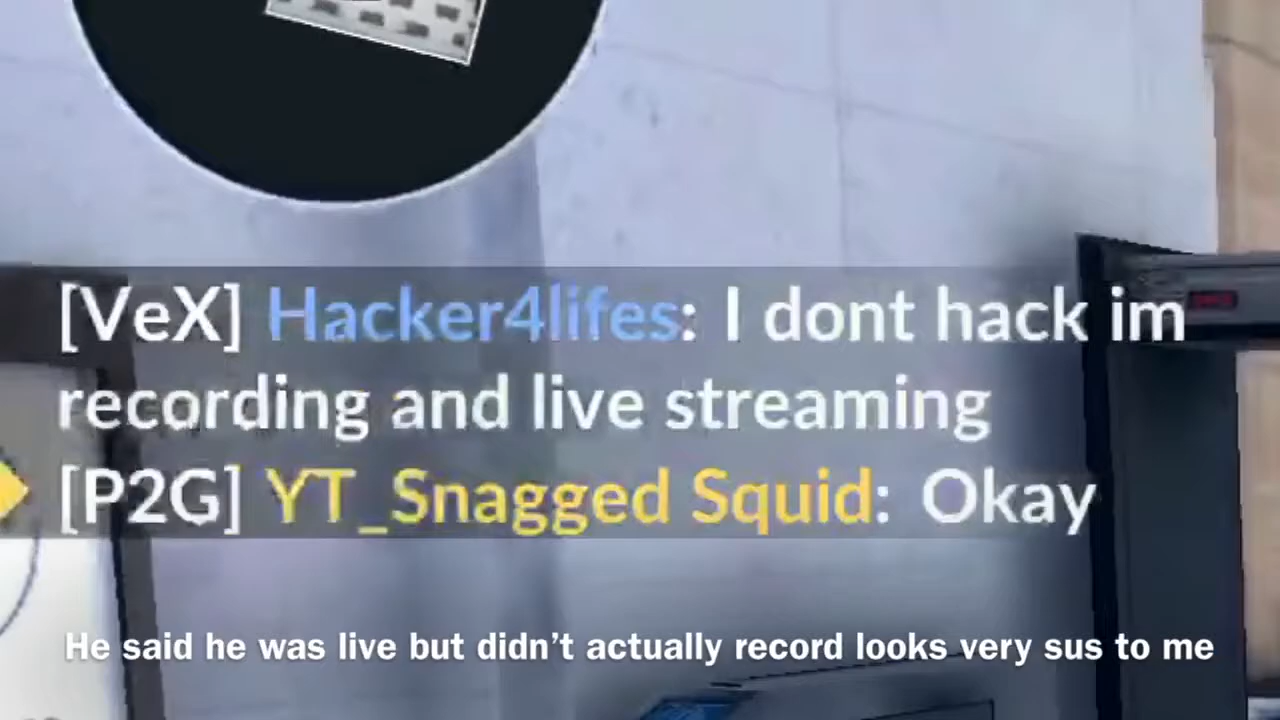 [VeX] Hacker4lifes: I dont hack im
recording and live streaming
[P2G] YT_Snagged Squid: Okay
He said he was live but didn’t actually record looks very sus to me